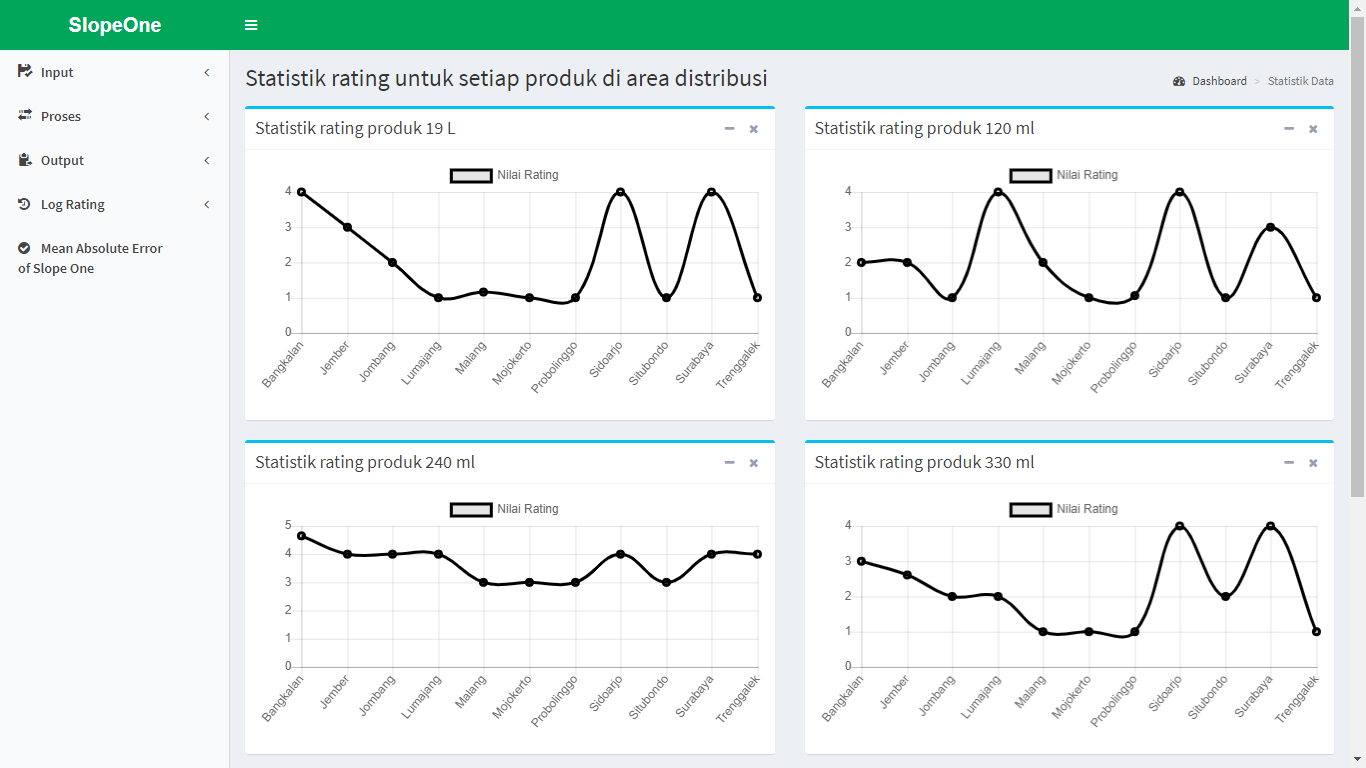 SlopeOne
Input
Proses
Output
Log Rating
Mean Absolute Error
of Slope One
Statistik rating untuk setiap produk di area distribusi
Dashboard > Statistik Data
Statistik rating produk 19 L
Nilai Rating
4
3
2
1
0
Bangkalan
Jember
Jombang
Lumajang
Malang
Mojokerto
Probolinggo
Sidoarjo
Situbondo
Surabaya
Trenggalek
Statistik rating produk 120 ml
Nilai Rating
4
3
2
1
0
Bangkalan
Jember
Jombang
Lumajang
Malang
Mojokerto
Probolinggo
Sidoarjo
Situbondo
Surabaya
Trenggalek
Statistik rating produk 240 ml
Nilai Rating
5
4
3
2
1
0
Bangkalan
Jember
Jombang
Lumajang
Malang
Mojokerto
Probolinggo
Sidoarjo
Situbondo
Surabaya
Trenggalek
Statistik rating produk 330 ml
Nilai Rating
4
3
2
1
0
Bangkalan
Jember
Jombang
Lumajang
Malang
Mojokerto
Probolinggo
Sidoarjo
Situbondo
Surabaya
Trenggalek